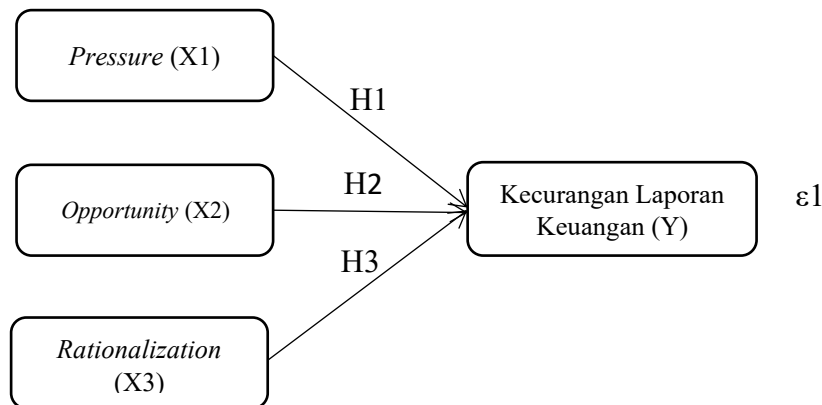 Pressure (X1)
H1
Opportunity (X2)
H2
Kecurangan Laporan
Keuangan (Y)
ε1
H3
Rationalization
(X3)